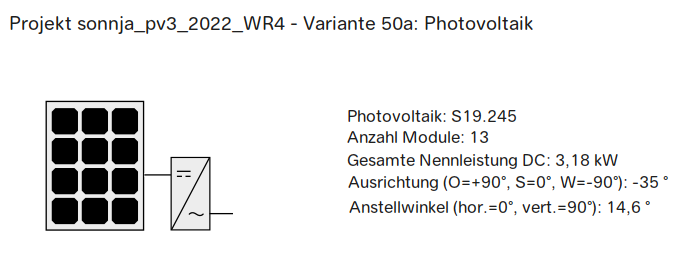 Projekt sonnja_pv3_2022_WR4 - Variante 50a: Photovoltaik
Photovoltaik: S19.245
Anzahl Module: 13
Gesamte Nennleistung DC: 3,18 kW
Ausrichtung (O=+90°, S=0°, W=-90°): -35 °
Anstellwinkel (hor.=0°, vert.=90°): 14,6 °